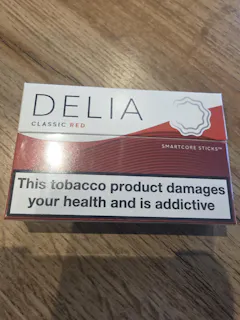 DELIA
CLASSIC RED
SMARTCORE STICKS™
This tobacco product damages
your health and is addictive